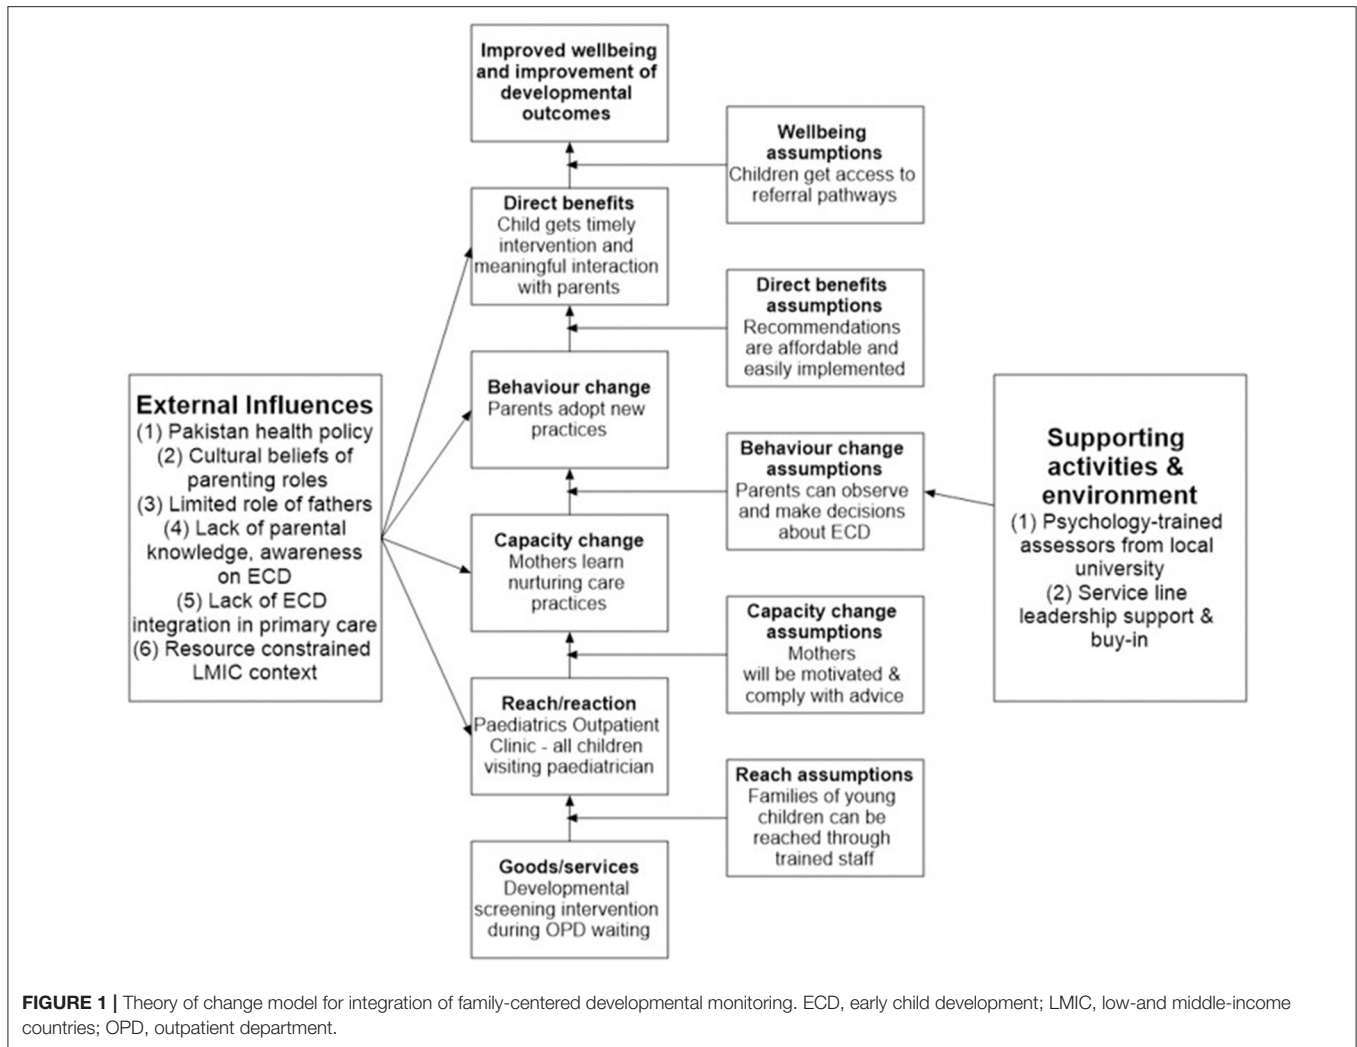 Improved wellbeing
and improvement of
developmental
outcomes
Wellbeing
assumptions
Children get access to
referral pathways
Direct benefits
Child gets timely
intervention and
meaningful interaction
with parents
Direct benefits
assumptions
Recommendations
are affordable and
easily implemented
Behaviour change
Parents adopt new
practices
External Influences
(1) Pakistan health policy
(2) Cultural beliefs of
parenting roles
(3) Limited role of fathers
(4) Lack of parental
knowledge, awareness
on ECD
(5) Lack of ECD
integration in primary care
(6) Resource constrained
LMIC context
Behaviour change
assumptions
Parents can observe
and make decisions
about ECD
Supporting
activities &
environment
(1) Psychology-trained
assessors from local
university
(2) Service line
leadership support &
buy-in
Capacity change
Mothers learn
nurturing care
practices
Capacity change
assumptions
Mothers
will be motivated &
comply with advice
Reach/reaction
Paediatrics Outpatient
Clinic - all children
visiting paediatrician
Reach assumptions
Families of young
children can be
reached through
trained staff
Goods/services
Developmental
screening intervention
during OPD waiting
FIGURE 1 | Theory of change model for integration of family-centered developmental monitoring. ECD, early child development; LMIC, low-and middle-income
countries; OPD, outpatient department.